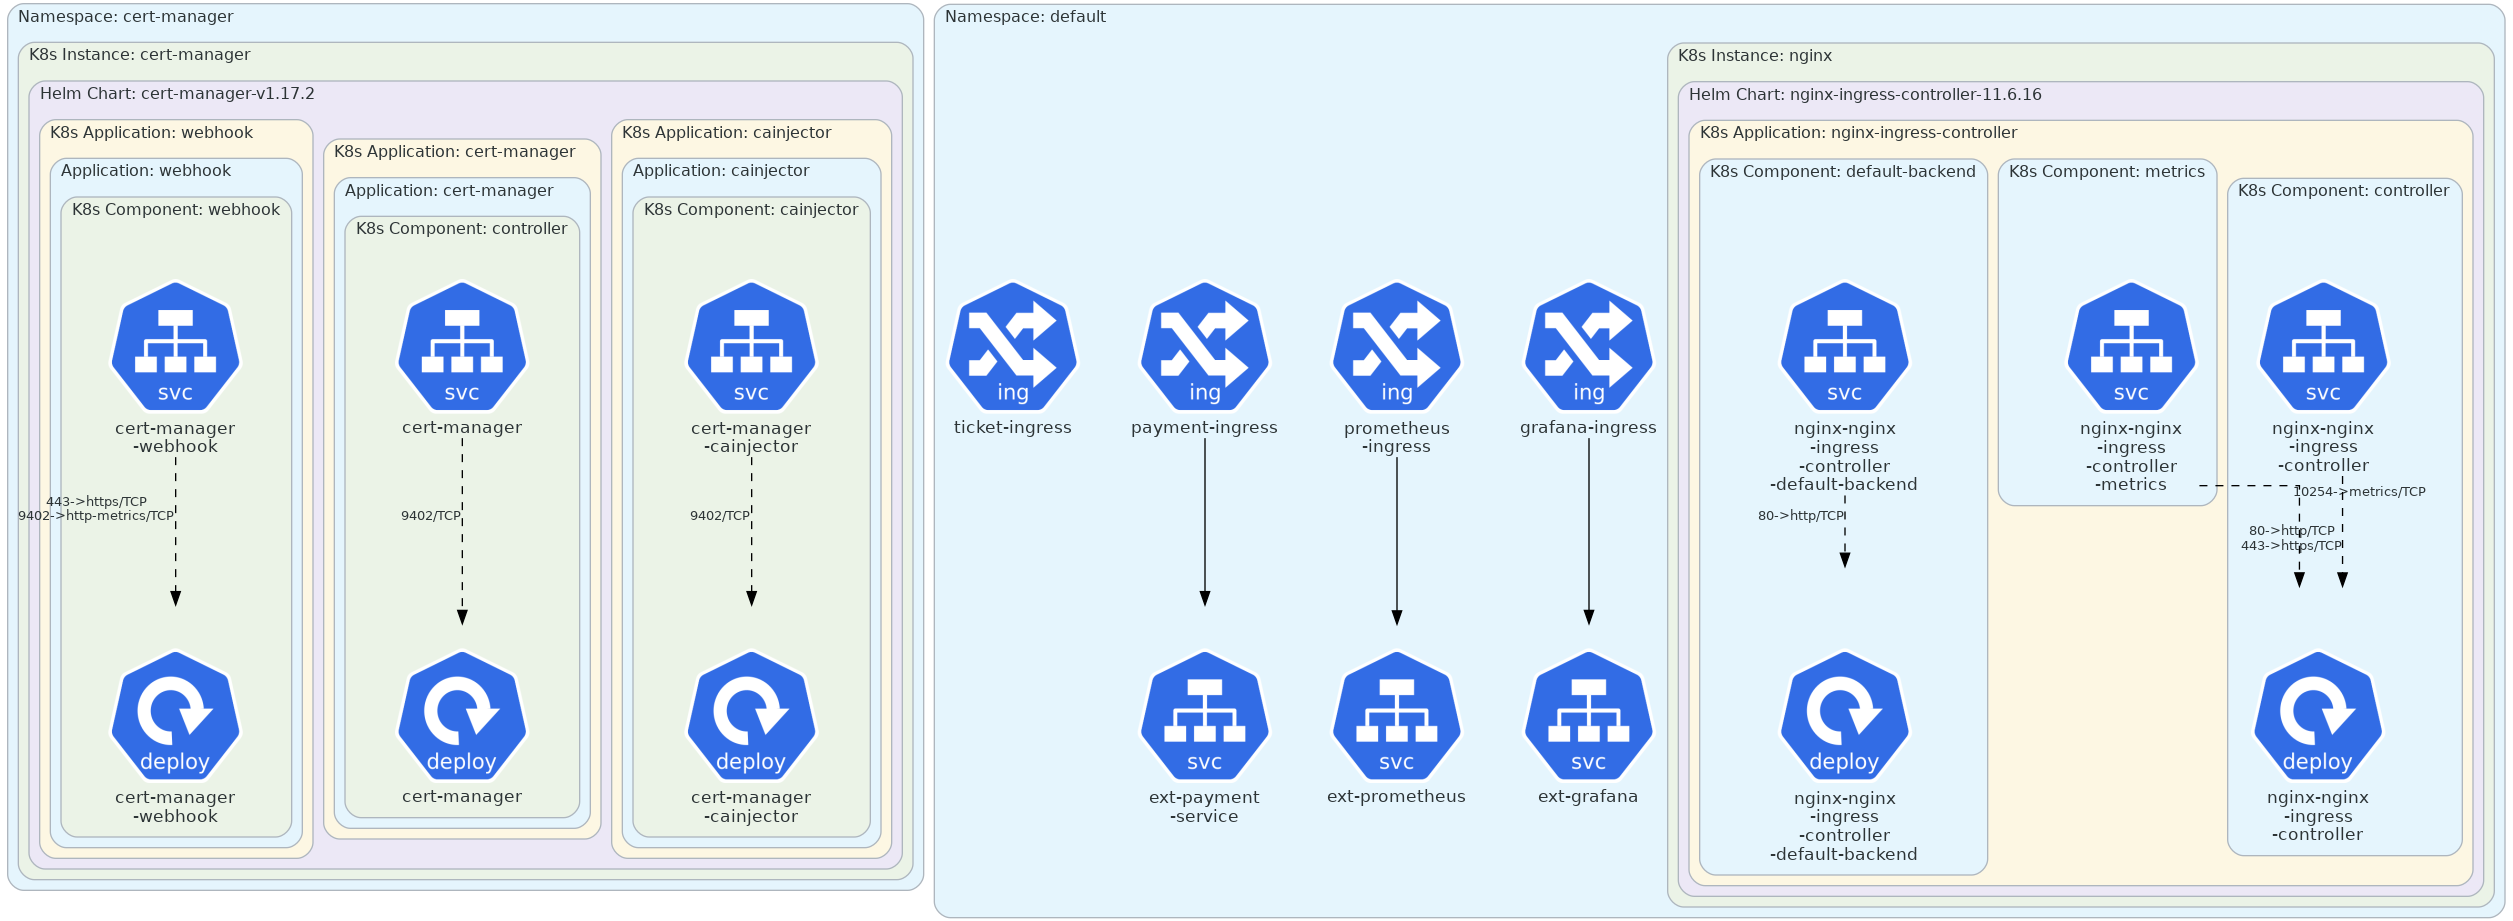 Namespace: cert-manager
K8s Instance: cert-manager
Helm Chart: cert-manager-v1.17.2
K8s Application: webhook
Application: webhook
K8s Component: webhook
svc
cert-manager
-webhook
443->https/TCP
9402->http-metrics/TCP
deploy
cert-manager
-webhook
K8s Application: cert-manager
Application: cert-manager
K8s Component: controller
svc
cert-manager
9402/TCP
deploy
cert-manager
K8s Application: cainjector
Application: cainjector
K8s Component: cainjector
svc
cert-manager
-cainjector
9402/TCP
deploy
cert-manager
-cainjector
Namespace: default
ing
ticket-ingress
ing
payment-ingress
svc
ext-payment
-service
ing
prometheus
-ingress
svc
ext-prometheus
ing
grafana-ingress
svc
ext-grafana
K8s Instance: nginx
Helm Chart: nginx-ingress-controller-11.6.16
K8s Application: nginx-ingress-controller
K8s Component: default-backend
svc
nginx-nginx
-ingress
-controller
-default-backend
80->http/TCP
deploy
nginx-nginx
-ingress
-controller
-default-backend
K8s Component: metrics
svc
nginx-nginx
-ingress
-controller
-metrics
K8s Component: controller
svc
nginx-nginx
-ingress
-controller
10254->metrics/TCP
80->http/TCP
443->https/TCP
deploy
nginx-nginx
-ingress
-controller